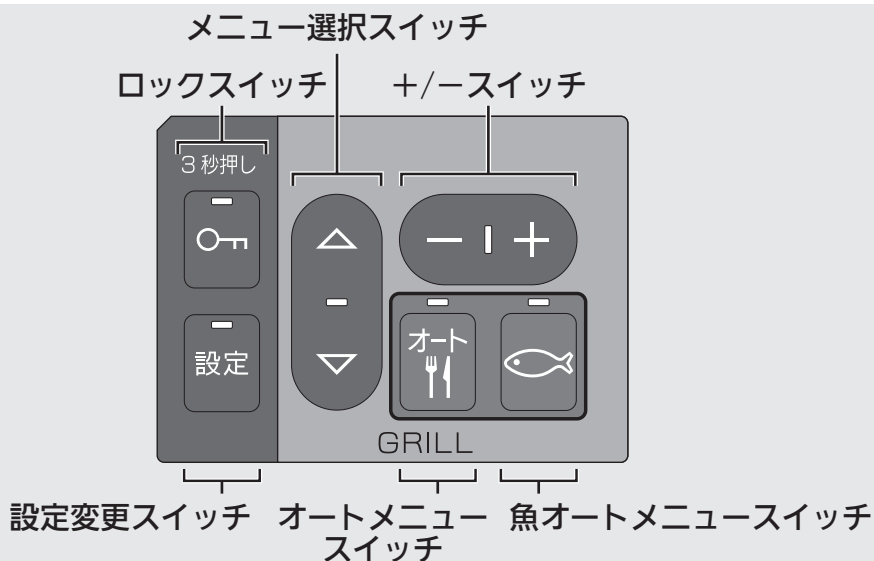 メニュー選択スイッチ
ロックスイッチ
+/−スイッチ
3秒押し
設定
オート
GRILL
設定変更スイッチ
オートメニュー
スイッチ
魚オートメニュースイッチ